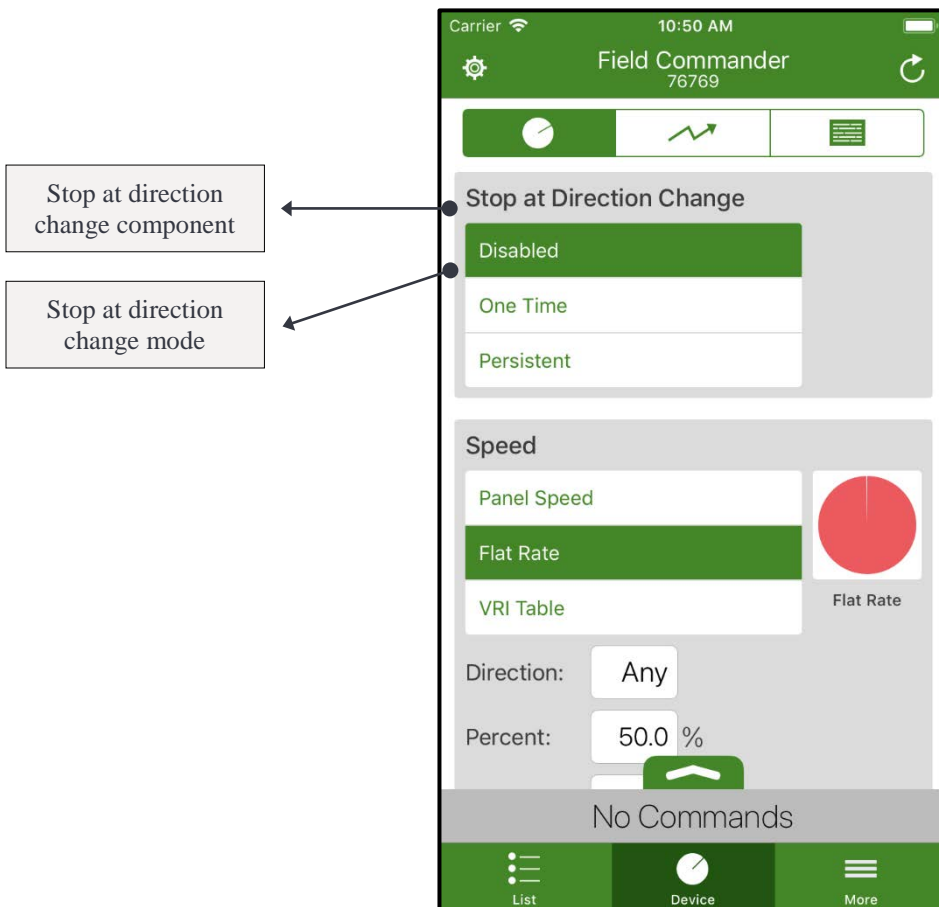 Carrier
10:50 AM
Field Commander
76769
Stop at direction
change component
Stop at Direction Change
Disabled
Stop at direction
change mode
One Time
Persistent
Speed
Panel Speed
Flat Rate
VRI Table
Flat Rate
Direction: Any
Percent: 50.0 %
No Commands
List Device More